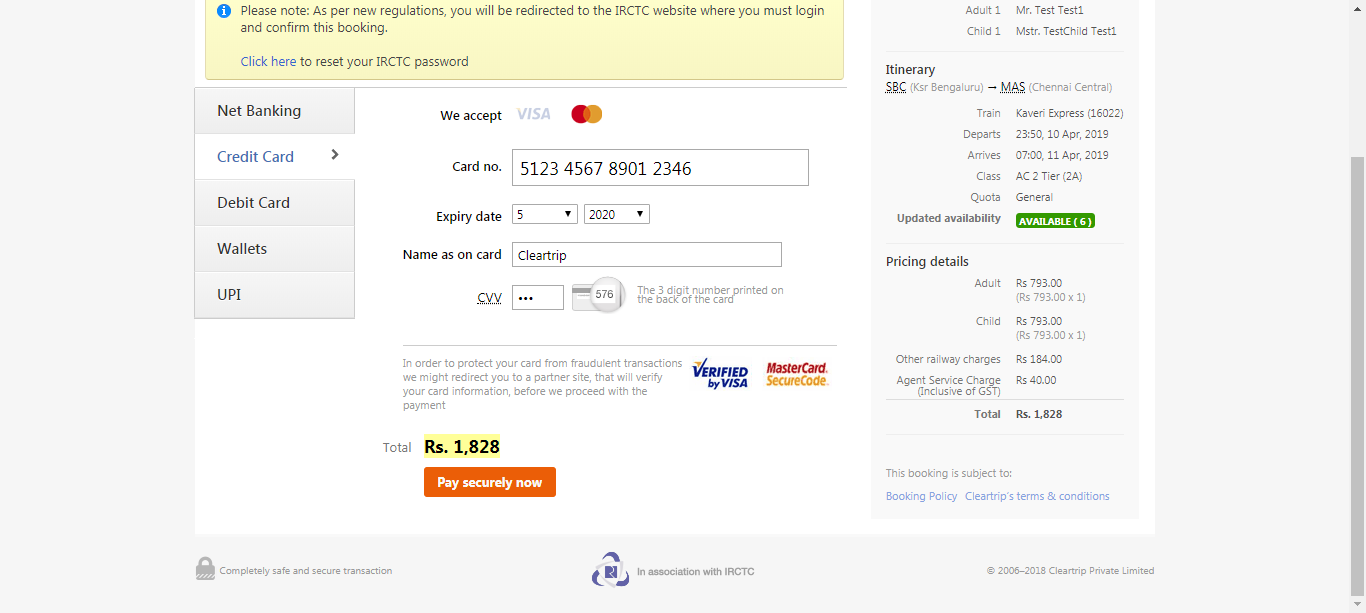 Please note: As per new regulations, you will be redirected to the IRCTC website where you must login
and confirm this booking.
Click here to reset your IRCTC password
Net Banking
Credit Card
Debit Card
Wallets
UPI
We accept VISA
Card no. 5123 4567 8901 2346
Expiry date 5 2020
Name as on card Cleartrip
CVV ••• 576 The 3 digit number printed on
the back of the card
In order to protect your card from fraudulent transactions
we might redirect you to a partner site, that will verify
your card information, before we proceed with the
payment
VERIFIED
by VISA
MasterCard.
SecureCode.
Total Rs. 1,828
Pay securely now
Adult 1 Mr. Test Test1
Child 1 Mstr. TestChild Test1
Itinerary
SBC (Ksr Bengaluru) → MAS (Chennai Central)
Train Kaveri Express (16022)
Departs 23:50, 10 Apr, 2019
Arrives 07:00, 11 Apr, 2019
Class AC 2 Tier (2A)
Quota General
Updated availability AVAILABLE ( 6 )
Pricing details
Adult Rs 793.00
(Rs 793.00 x 1)
Child Rs 793.00
(Rs 793.00 x 1)
Other railway charges Rs 184.00
Agent Service Charge Rs 40.00
(Inclusive of GST)
Total Rs. 1,828
This booking is subject to:
Booking Policy Cleartrip's terms & conditions
Completely safe and secure transaction
In association with IRCTC
© 2006–2018 Cleartrip Private Limited